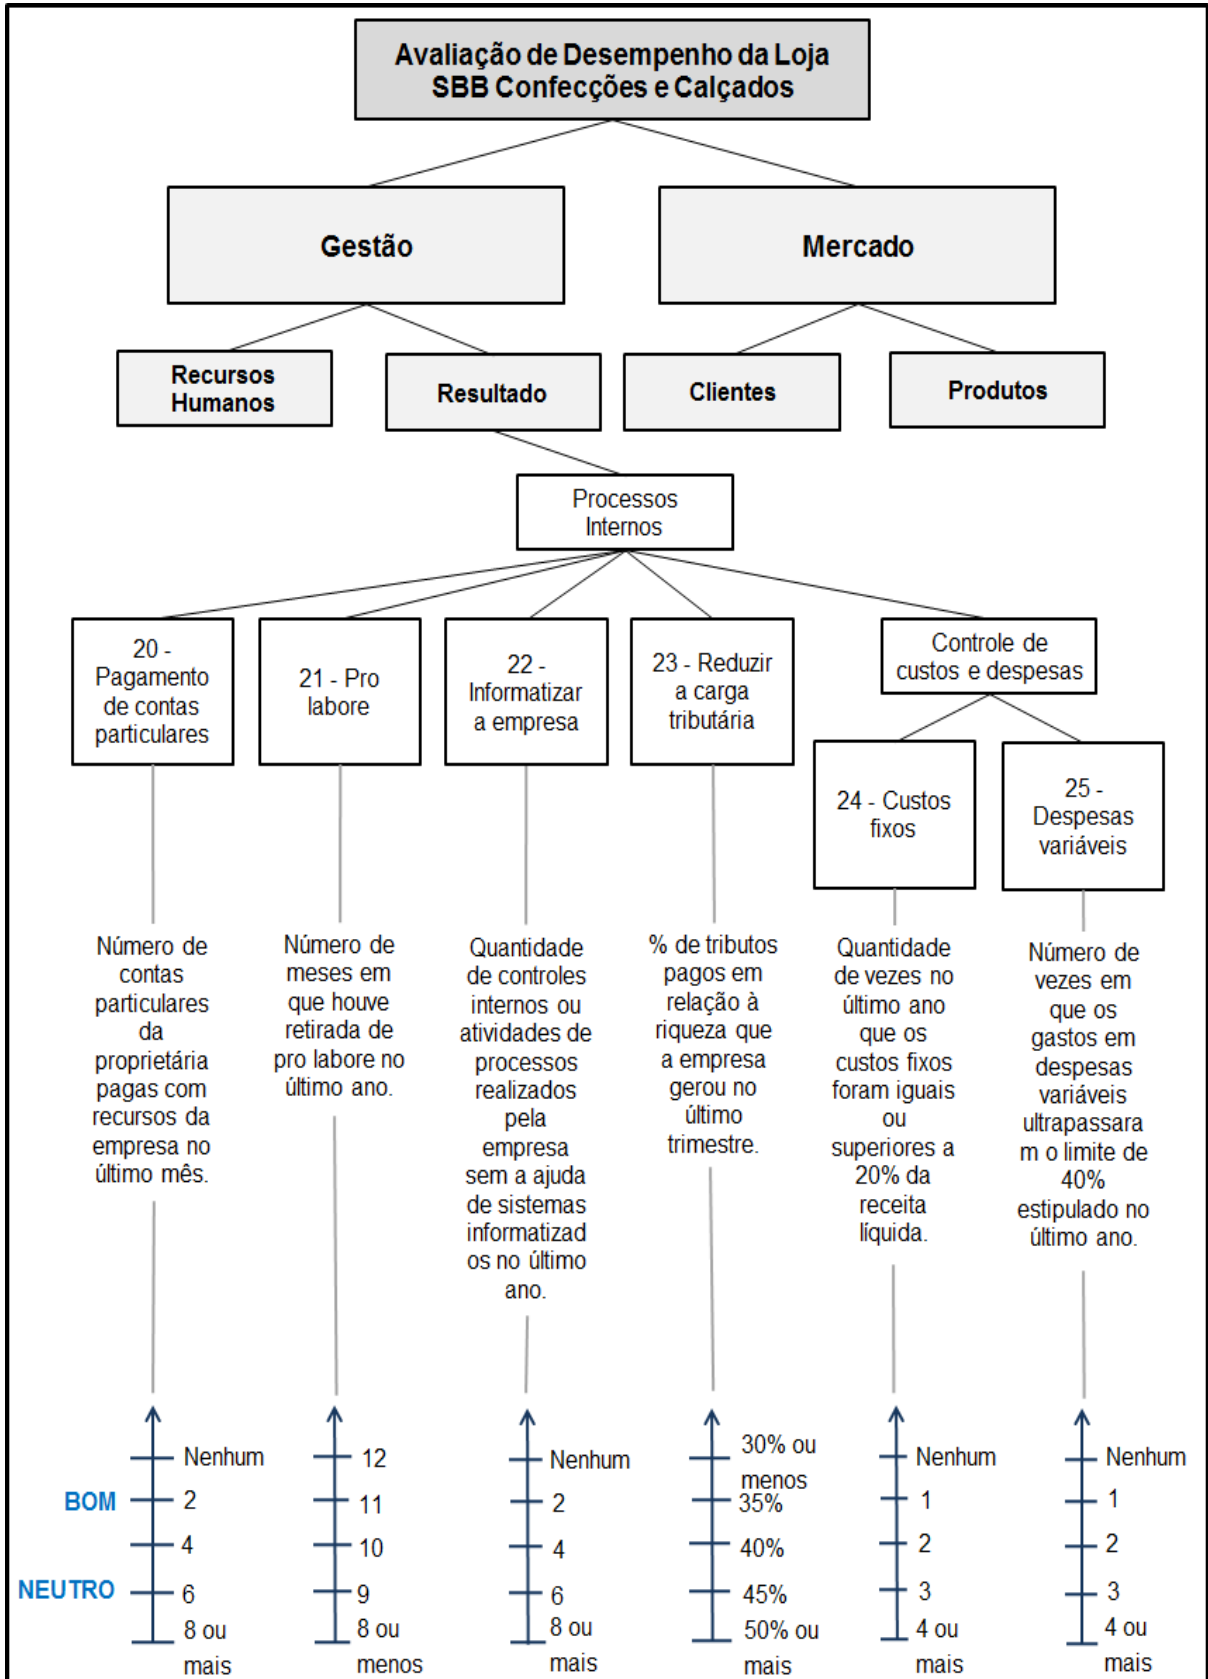 Avaliação de Desempenho da Loja
SBB Confecções e Calçados
Gestão
Mercado
Recursos
Humanos
Resultado
Clientes
Produtos
Processos
Internos
20 -
Pagamento
de contas
particulares
21 - Pro
labore
22 -
Informatizar
a empresa
23 - Reduzir
a carga
tributária
Controle de
custos e despesas
24 - Custos
fixos
25 -
Despesas
variáveis
Número de
contas
particulares
da
proprietária
pagas com
recursos da
empresa no
último mês.
Número de
meses em
que houve
retirada de
pro labore no
último ano.
Quantidade
de controles
internos ou
atividades de
processos
realizados
pela
empresa
sem a ajuda
de sistemas
informatizad
os no último
ano.
% de tributos
pagos em
relação à
riqueza que
a empresa
gerou no
último
trimestre.
Quantidade
de vezes no
último ano
que os
custos fixos
foram iguais
ou
superiores a
20% da
receita
líquida.
Número de
vezes em
que os
gastos em
despesas
variáveis
ultrapassara
m o limite de
40%
estipulado no
último ano.
BOM
NEUTRO
Nenhum
2
4
6
8 ou
mais
12
11
10
9
8 ou
menos
Nenhum
2
4
6
8 ou
mais
30% ou
menos
35%
40%
45%
50% ou
mais
Nenhum
1
2
3
4 ou
mais
Nenhum
1
2
3
4 ou
mais